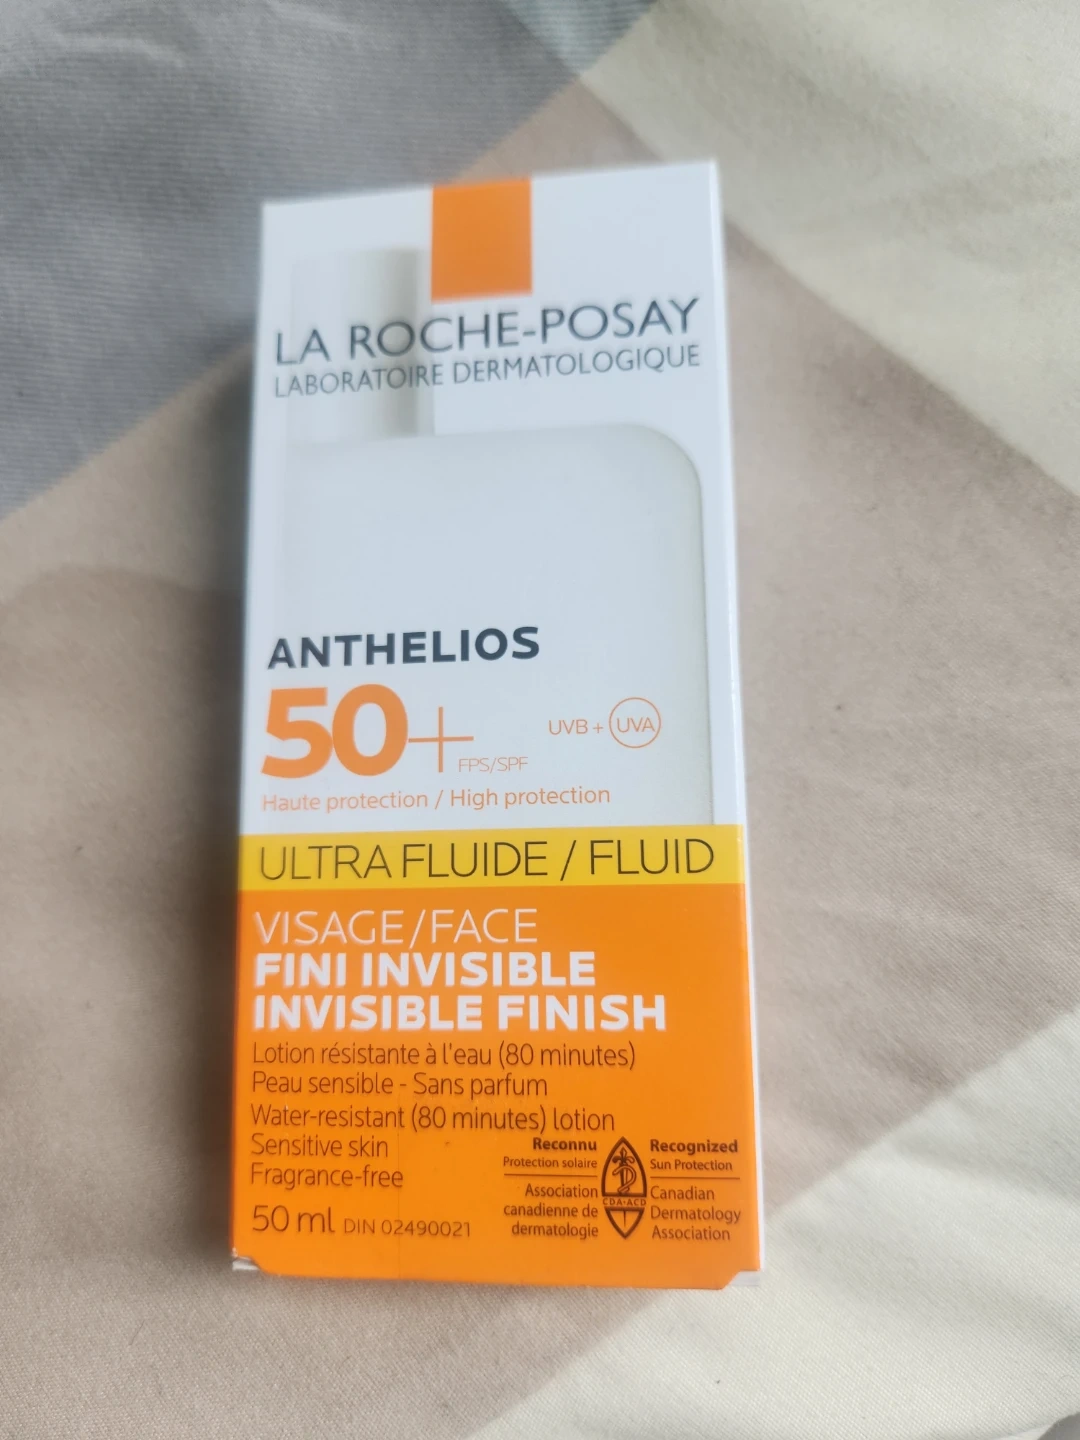 LA ROCHE-POSAY
LABORATOIRE DERMATOLOGIQUE
ANTHELIOS
50+
FPS/SPF
UVB + UVA
Haute protection / High protection
ULTRA FLUIDE / FLUID
VISAGE/FACE
FINI INVISIBLE
INVISIBLE FINISH
Lotion résistante à l'eau (80 minutes)
Peau sensible - Sans parfum
Water-resistant (80 minutes) lotion
Sensitive skin
Fragrance-free
50 ml DIN 02490021
Reconnu
Protection solaire
Association
canadienne de
dermatologie
CDA•ACD
Recognized
Sun Protection
Canadian
Dermatology
Association